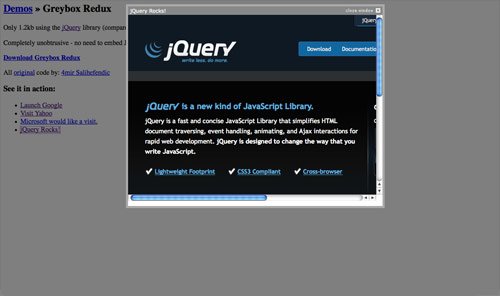 Demos » Greybox Redux
Only 1.2kb using the jQuery library (compare
Completely unobtrusive - no need to embed J
Download Greybox Redux
All original code by: 4mir Salihefendic
See it in action:
Launch Google
Visit Yahoo
Microsoft would like a visit.
jQuery Rocks!!
jQuery Rocks!
close window
jQuery
jQuery
write less, do more.
Download
Documentatio
jQuery is a new kind of JavaScript Library.
jQuery is a fast and concise JavaScript Library that simplifies HTML
document traversing, event handling, animating, and Ajax interactions for
rapid web development. jQuery is designed to change the way that you
write JavaScript.
Lightweight Footprint
CSS3 Compliant
Cross-browser